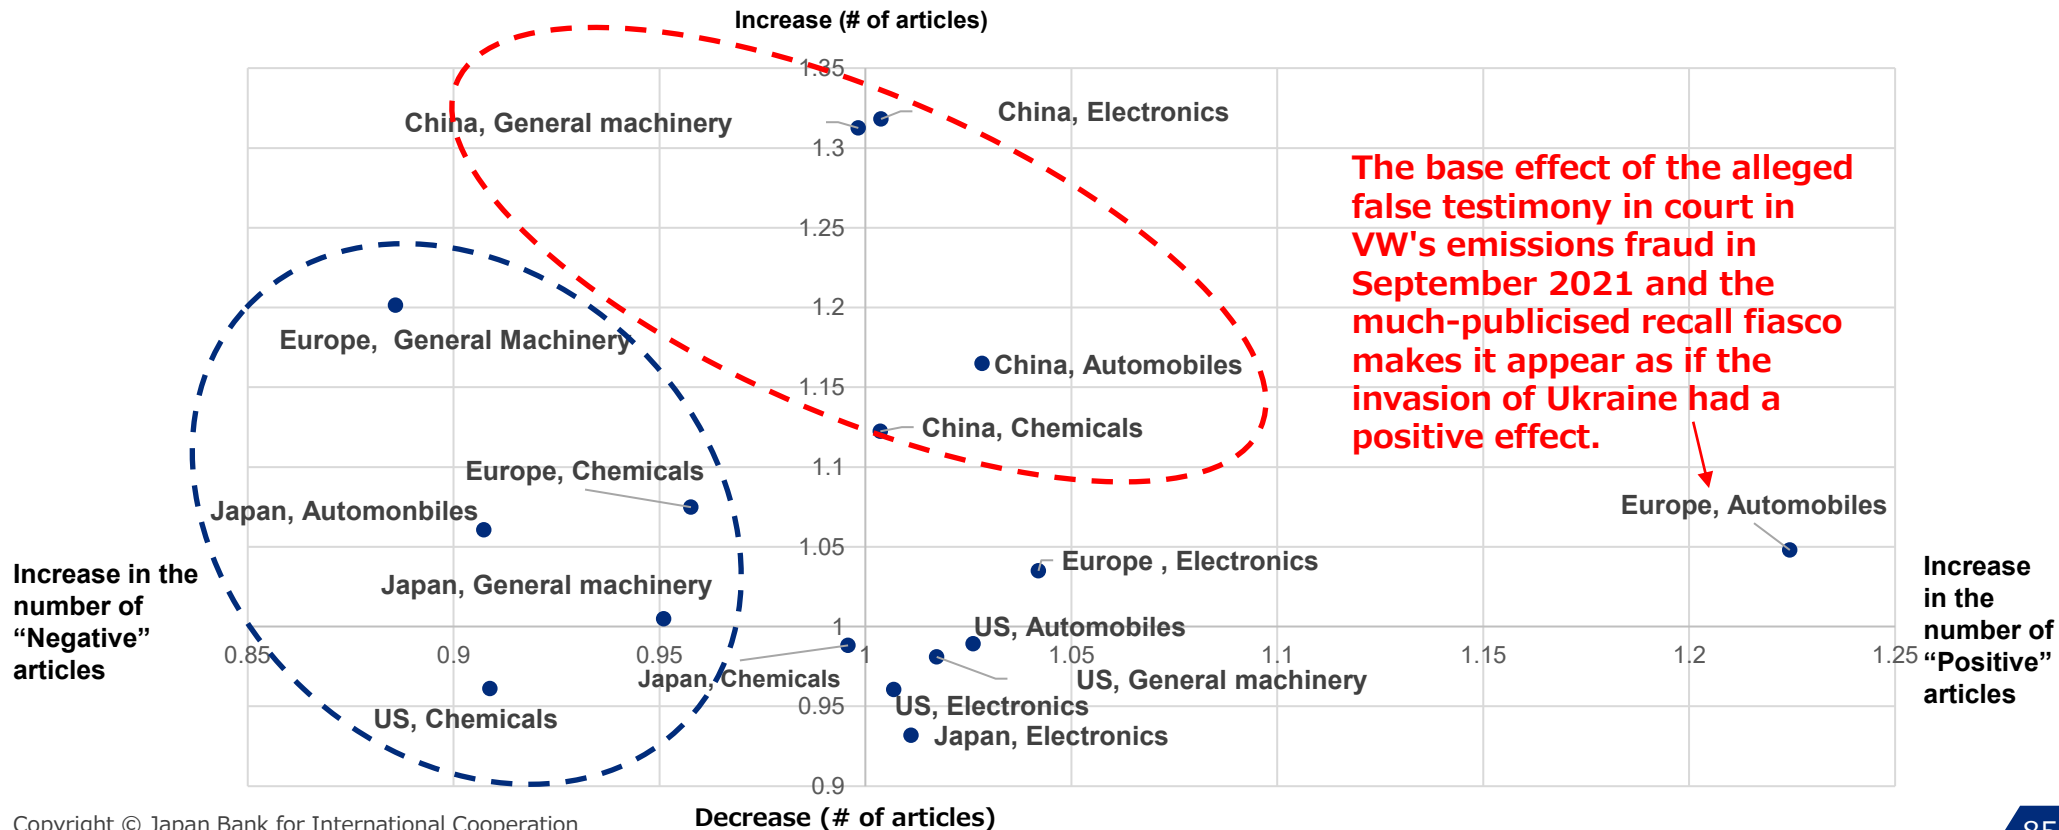 Increase (# of articles)
1.35
China, General machinery
China, Electronics
1.3
The base effect of the alleged
false testimony in court in
VW's emissions fraud in
September 2021 and the
much-publicised recall fiasco
makes it appear as if the
invasion of Ukraine had a
positive effect.
1.25
1.2
Europe,  General Machinery
China, Automobiles
1.15
China, Chemicals
1.1
Europe, Chemicals
Japan, Automonbiles
Europe, Automobiles
1.05
Europe , Electronics
Increase in the
number of
“Negative”
articles
Japan, General machinery
Increase
in the
number of
“Positive”
articles
1
US, Automobiles
0.85
0.9
0.95
1
1.05
1.1
1.15
1.2
1.25
Japan, Chemicals
US, General machinery
0.95
US, Electronics
US, Chemicals
Japan, Electronics
0.9
Decrease (# of articles)
Copyright © Japan Bank for International Cooperation
85